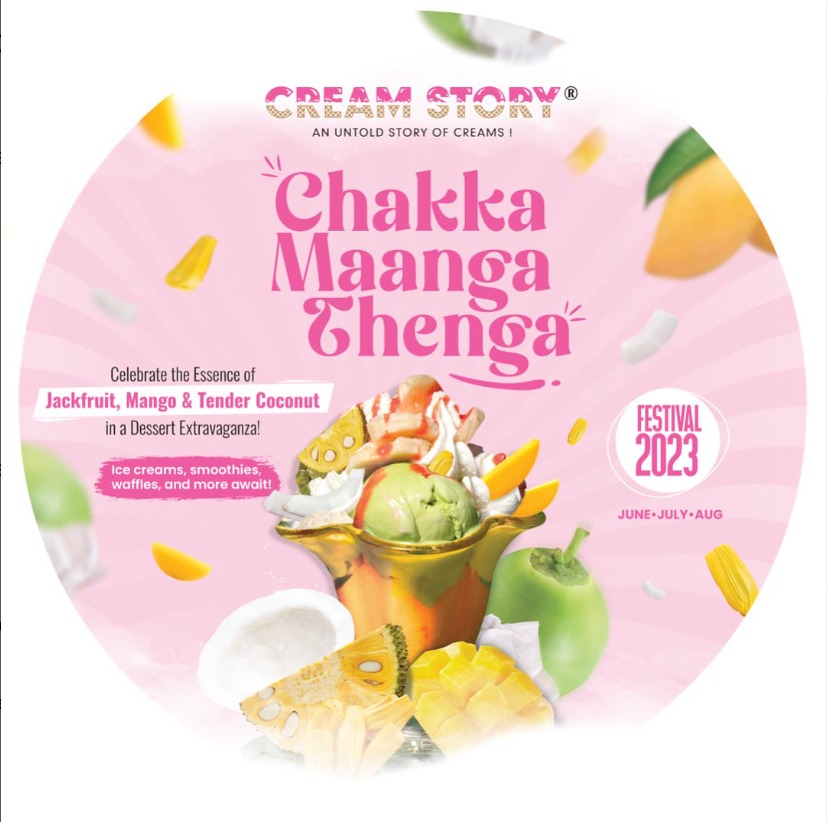 CREAM STORY®
AN UNTOLD STORY OF CREAMS !
Chakka
Maanga
Thenga
Celebrate the Essence of
Jackfruit, Mango & Tender Coconut
in a Dessert Extravaganza!
Ice creams, smoothies,
waffles, and more await!
FESTIVAL
2023
JUNE•JULY•AUG